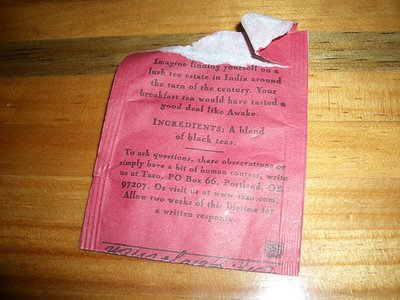 Imagine finding yourself on a
lush tea estate in India around
the turn of the century. Your
breakfast tea would have tasted a
good deal like Awake.
INGREDIENTS: A blend
of black teas.
To ask questions, share observations or
simply have a bit of human contact, write
us at Tazo, PO Box 66, Portland, OR
97207. Or visit us at www.tazo.com.
Allow two weeks of this lifetime for
a written response.